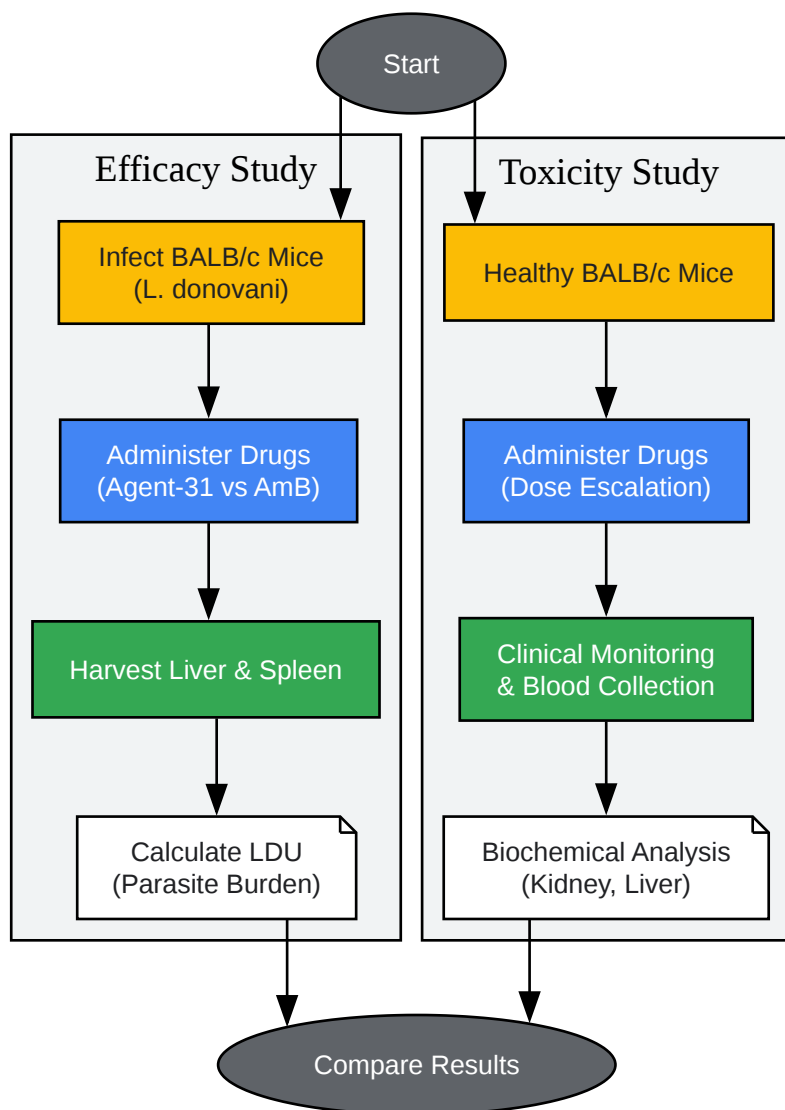 Start
Efficacy Study
Infect BALB/c Mice
(L. donovani)
Administer Drugs
(Agent-31 vs AmB)
Harvest Liver & Spleen
Calculate LDU
(Parasite Burden)
Toxicity Study
Healthy BALB/c Mice
Administer Drugs
(Dose Escalation)
Clinical Monitoring
& Blood Collection
Biochemical Analysis
(Kidney, Liver)
Compare Results